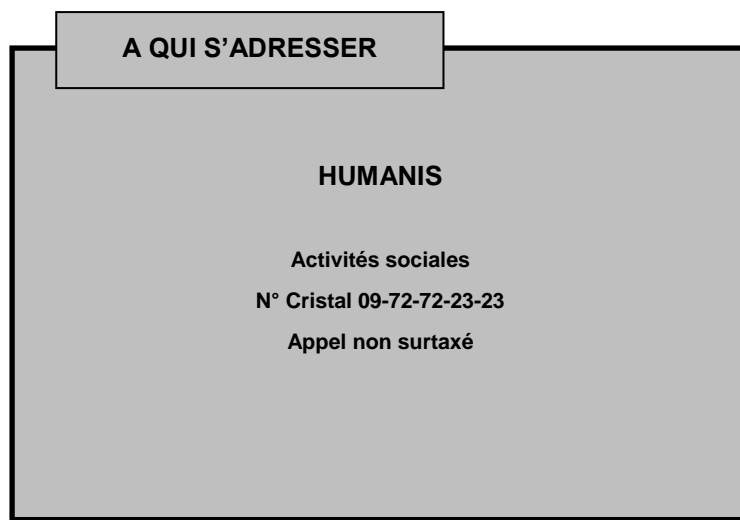 A QUI S’ADRESSER
HUMANIS
Activités sociales
N° Cristal 09-72-72-23-23
Appel non surtaxé